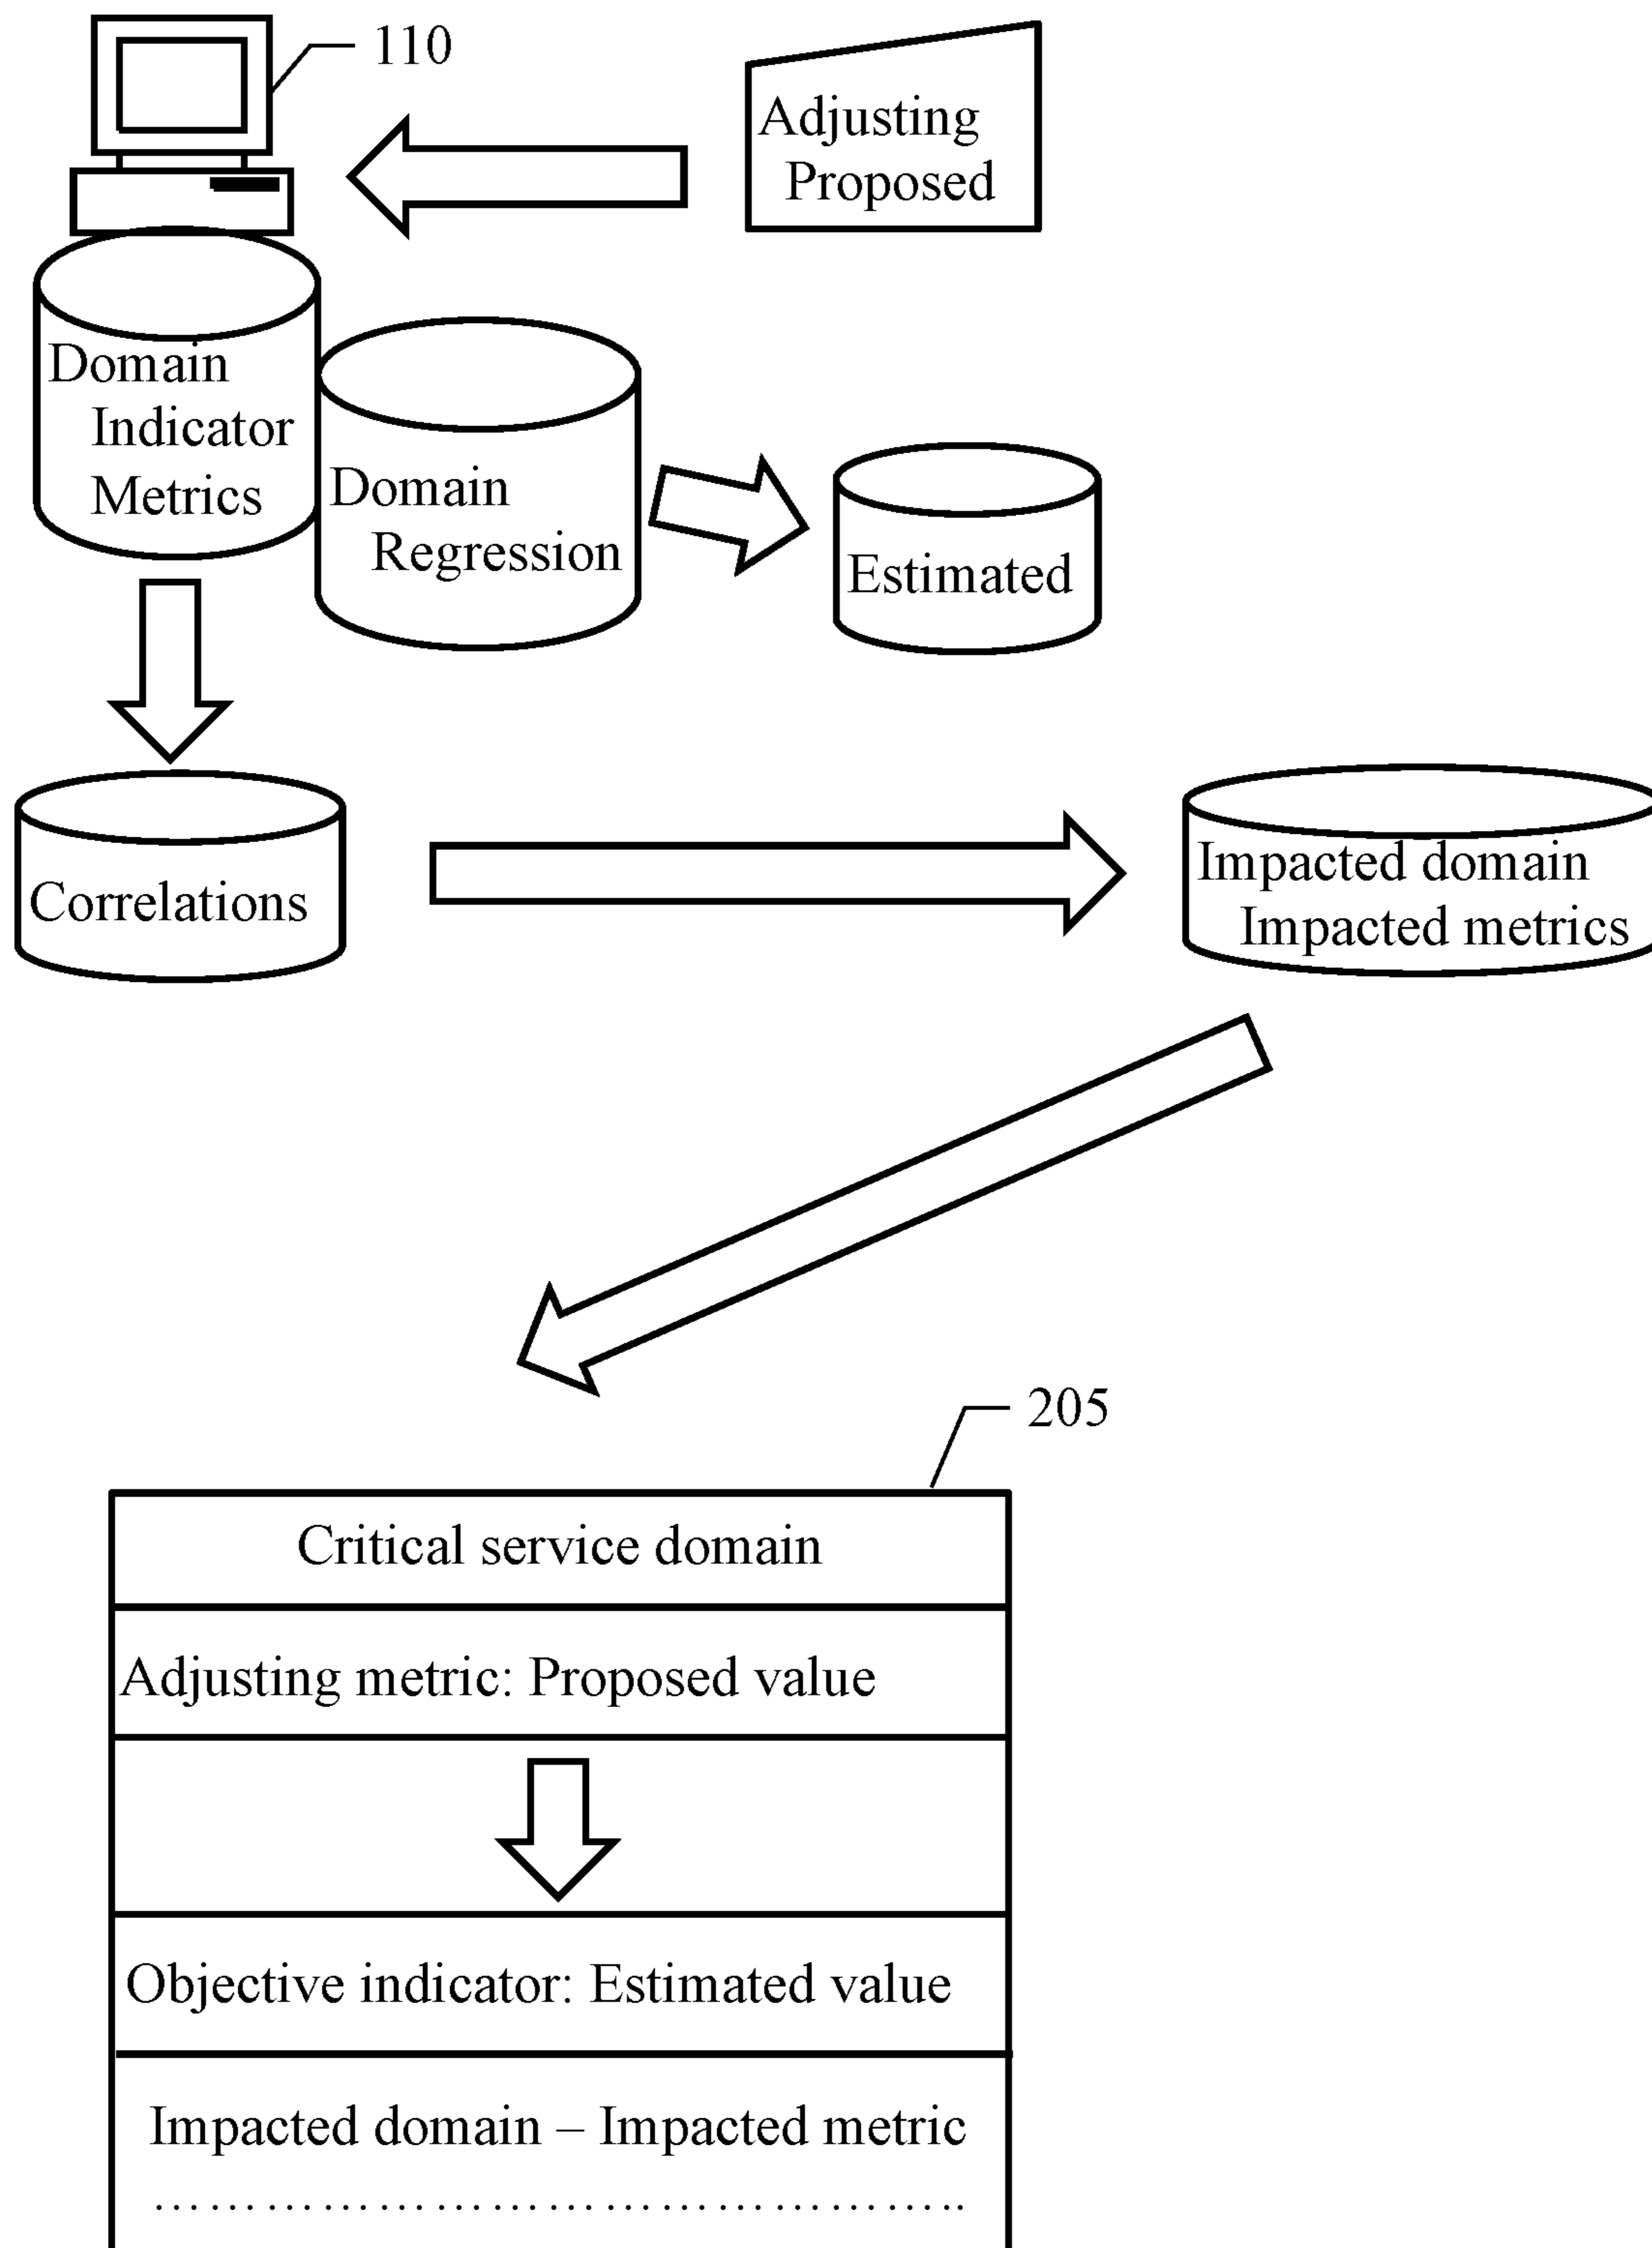 110
Adjusting
Proposed
Domain
Indicator
Metrics
Domain
Regression
Estimated
Correlations
Impacted domain
Impacted metrics
205
Critical service domain
Adjusting metric: Proposed value
Objective indicator: Estimated value
Impacted domain – Impacted metric
…………………………………….